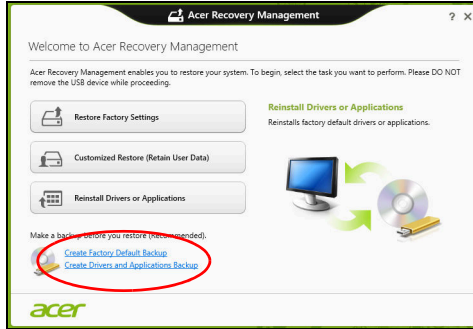 Acer Recovery Management
? X
Welcome to Acer Recovery Management
Acer Recovery Management enables you to restore your system. To begin, select the task you want to perform. Please DO NOT
remove the USB device while proceeding.
Restore Factory Settings
Customized Restore (Retain User Data)
Reinstall Drivers or Applications
Reinstall Drivers or Applications
Reinstalls factory default drivers or applications.
Make a backup before you restore (Recommended).
Create Factory Default Backup
Create Drivers and Applications Backup
acer